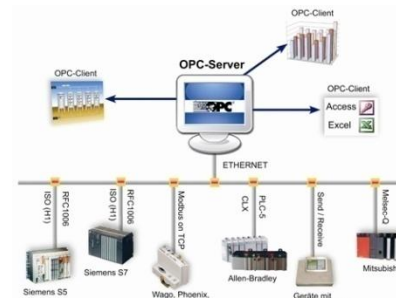 OPC-Client
OPC-Server
OPC-Client
OPC-Client
Access
Excel
OPC
ETHERNET
RFC1006
ISO (H1)
RFC1006
ISO (H1)
Modbus on TCP
PLC-5
CLX
Send / Receive
Melsec-Q
Siemens S5
Siemens S7
Wago, Phoenix,
Allen-Bradley
Geräte mit
Mitsubish